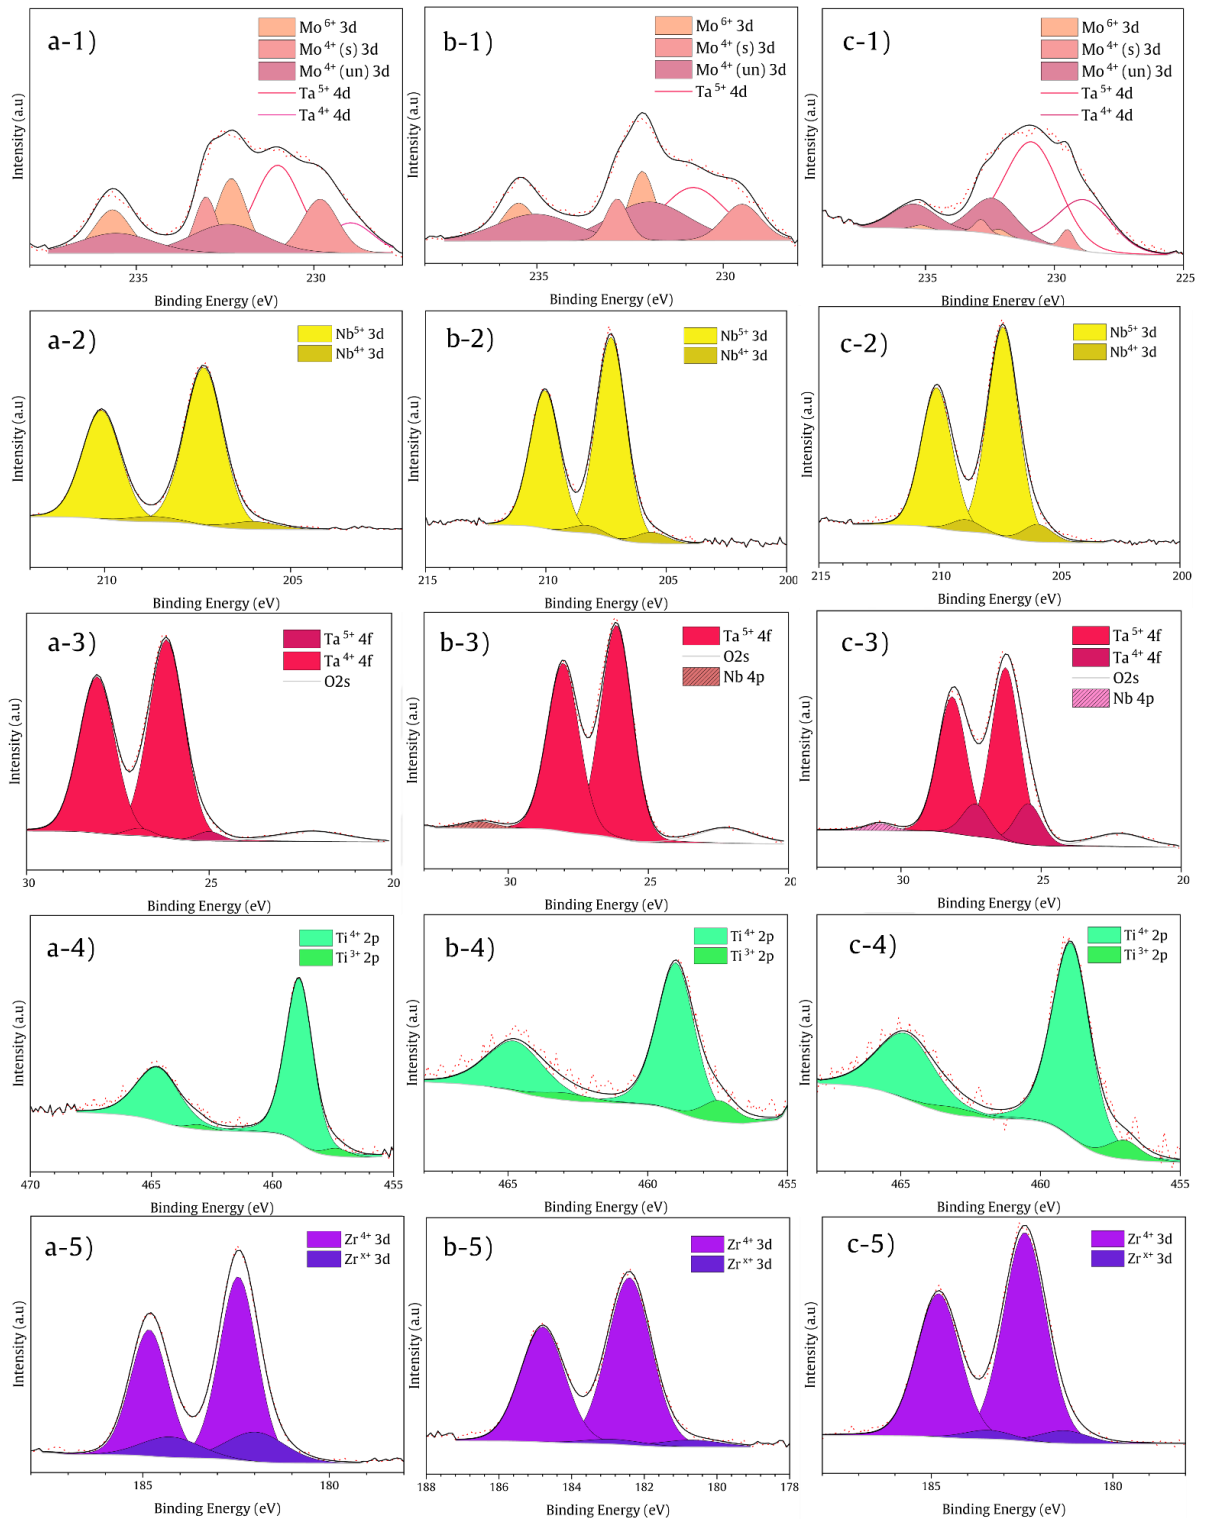 a-1)
Mo 6+ 3d
Mo 4+ (s) 3d
Mo 4+ (un) 3d
Ta 5+ 4d
Ta 4+ 4d
Intensity (a.u)
235 230
Binding Energy (eV)
b-1)
Mo 6+ 3d
Mo 4+ (s) 3d
Mo 4+ (un) 3d
Ta 5+ 4d
Intensity (a.u)
235 230
Binding Energy (eV)
c-1)
Mo 6+ 3d
Mo 4+ (s) 3d
Mo 4+ (un) 3d
Ta 5+ 4d
Ta 4+ 4d
Intensity (a.u)
235 230 225
Binding Energy (eV)
a-2)
Nb5+ 3d
Nb4+ 3d
Intensity (a.u)
210 205
Binding Energy (eV)
b-2)
Nb5+ 3d
Nb4+ 3d
Intensity (a.u)
215 210 205 200
Binding Energy (eV)
c-2)
Nb5+ 3d
Nb4+ 3d
Intensity (a.u)
215 210 205 200
Binding Energy (eV)
a-3)
Ta 5+ 4f
Ta 4+ 4f
O2s
Intensity (a.u)
30 25 20
Binding Energy (eV)
b-3)
Ta 5+ 4f
O2s
Nb 4p
Intensity (a.u)
30 25 20
Binding Energy (eV)
c-3)
Ta 5+ 4f
Ta 4+ 4f
O2s
Nb 4p
Intensity (a.u)
30 25 20
Binding Energy (eV)
a-4)
Ti 4+ 2p
Ti 3+ 2p
Intensity (a.u)
470 465 460 455
Binding Energy (eV)
b-4)
Ti 4+ 2p
Ti 3+ 2p
Intensity (a.u)
465 460 455
Binding Energy (eV)
c-4)
Ti 4+ 2p
Ti 3+ 2p
Intensity (a.u)
465 460 455
Binding Energy (eV)
a-5)
Zr 4+ 3d
Zr x+ 3d
Intensity (a.u)
185 180
Binding Energy (eV)
b-5)
Zr 4+ 3d
Zr x+ 3d
Intensity (a.u)
188 186 184 182 180 178
Binding Energy (eV)
c-5)
Zr 4+ 3d
Zr x+ 3d
Intensity (a.u)
185 180
Binding Energy (eV)